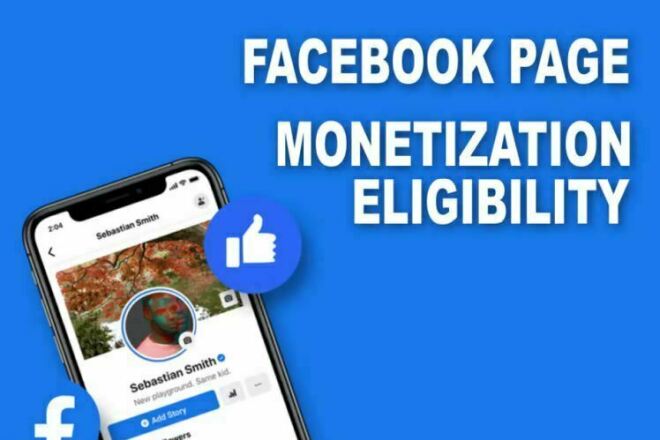 FACEBOOK PAGE
MONETIZATION
ELIGIBILITY
2:04
Sebastian Smith
Sebastian Smith
New playground. Same kid.
Add Story